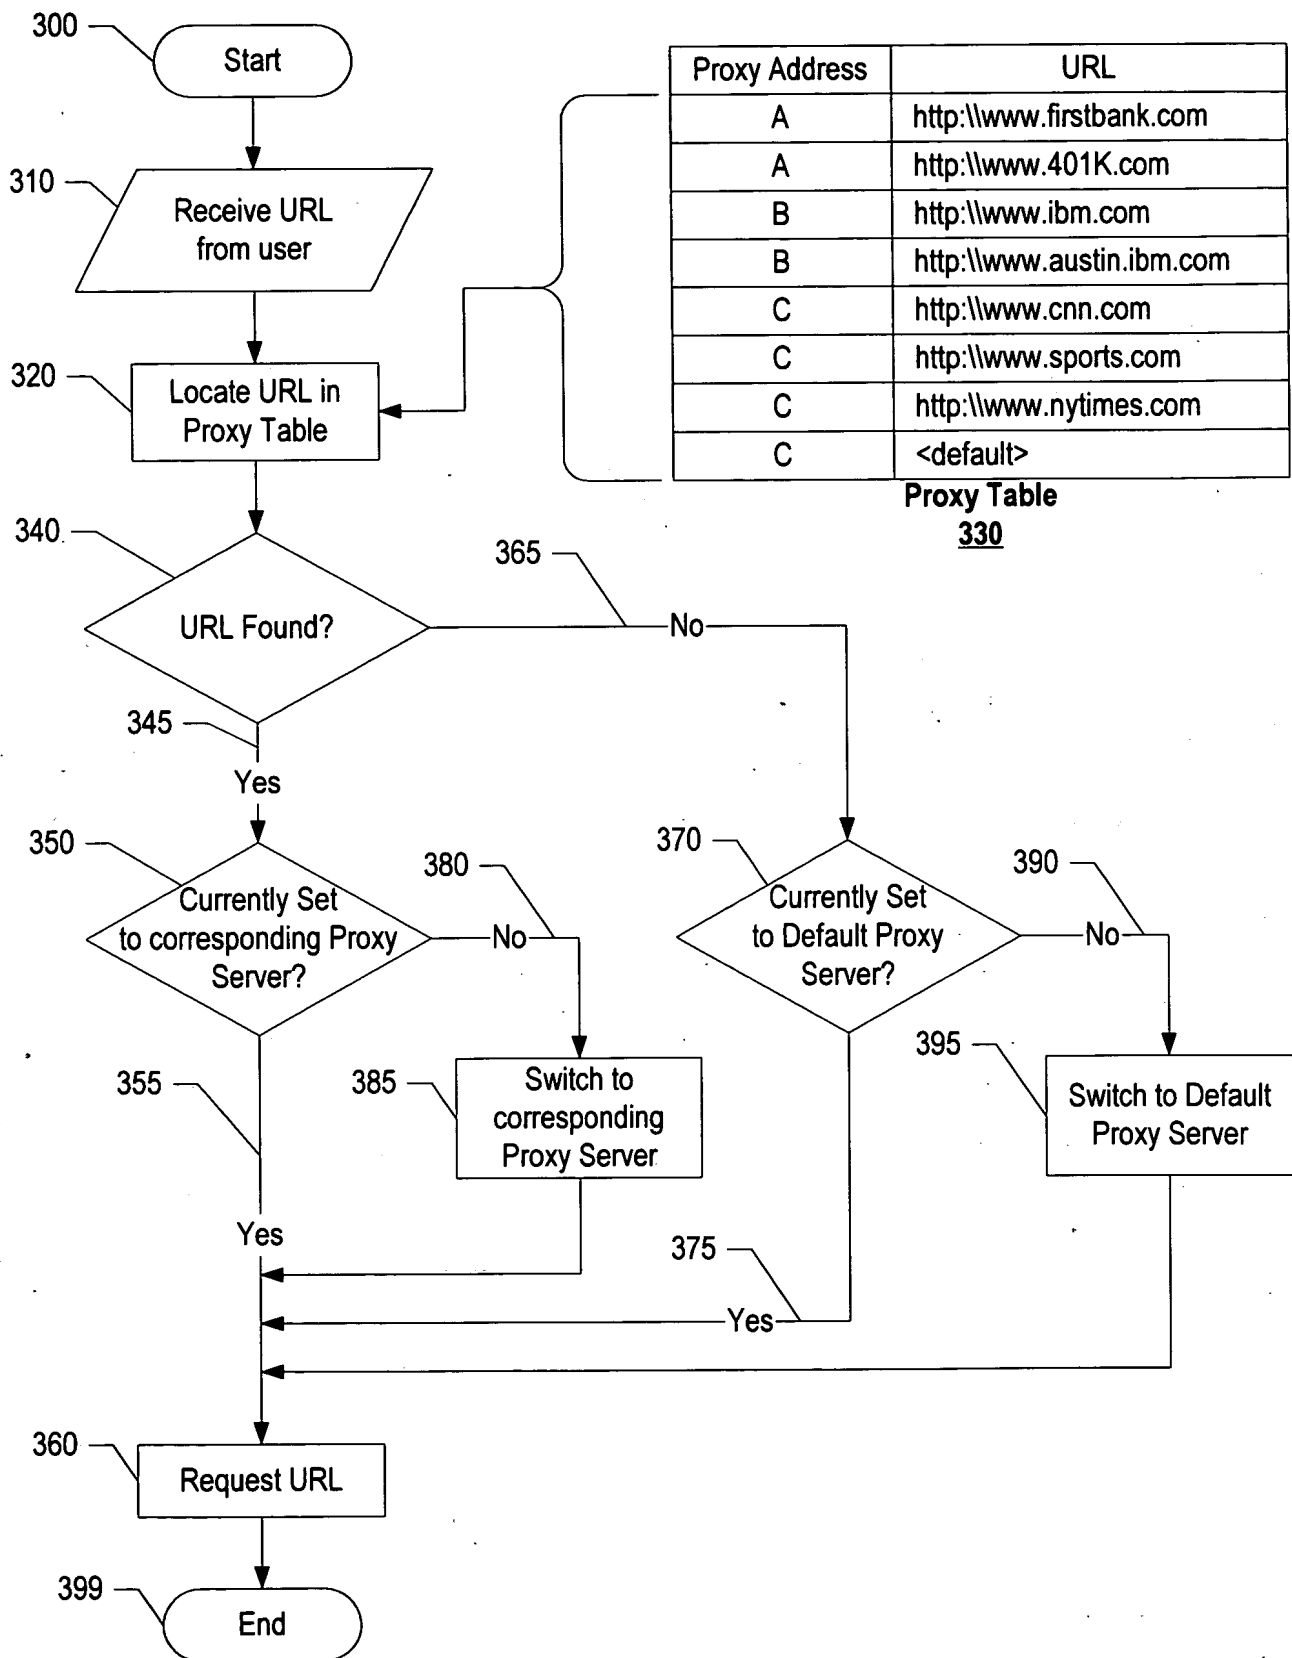 300
Start
Proxy Address URL
A http:\\www.firstbank.com
A http:\\www.401K.com
B http:\\www.ibm.com
B http:\\www.austin.ibm.com
C http:\\www.cnn.com
C http:\\www.sports.com
C http:\\www.nytimes.com
C <default>
Proxy Table
330
310
Receive URL
from user
320
Locate URL in
Proxy Table
340
URL Found?
365
No
345
Yes
350
Currently Set
to corresponding Proxy
Server?
380
No
370
Currently Set
to Default Proxy
Server?
390
No
355
385
Switch to
corresponding
Proxy Server
395
Switch to Default
Proxy Server
Yes
375
Yes
360
Request URL
399
End